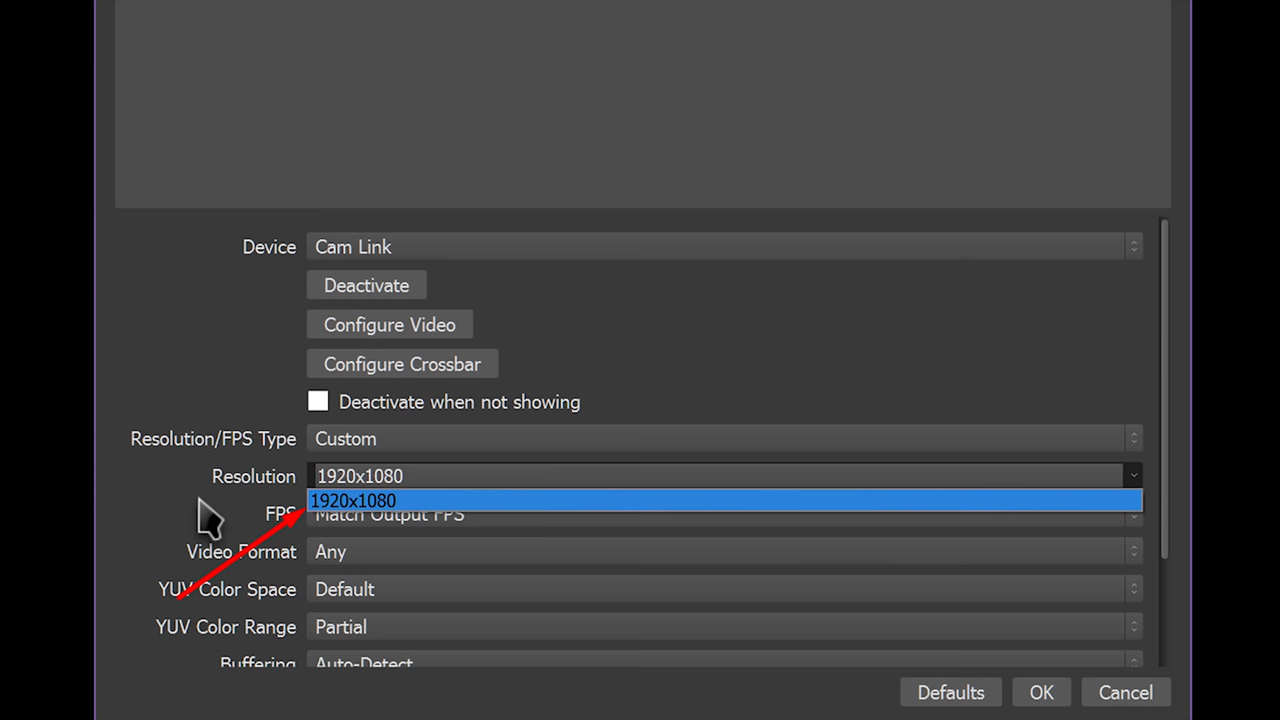 Device Cam Link
Deactivate
Configure Video
Configure Crossbar
Deactivate when not showing
Resolution/FPS Type Custom
Resolution 1920x1080
1920x1080
FPS Match Output FPS
Video Format Any
YUV Color Space Default
YUV Color Range Partial
Buffering Auto-Detect
Defaults OK Cancel